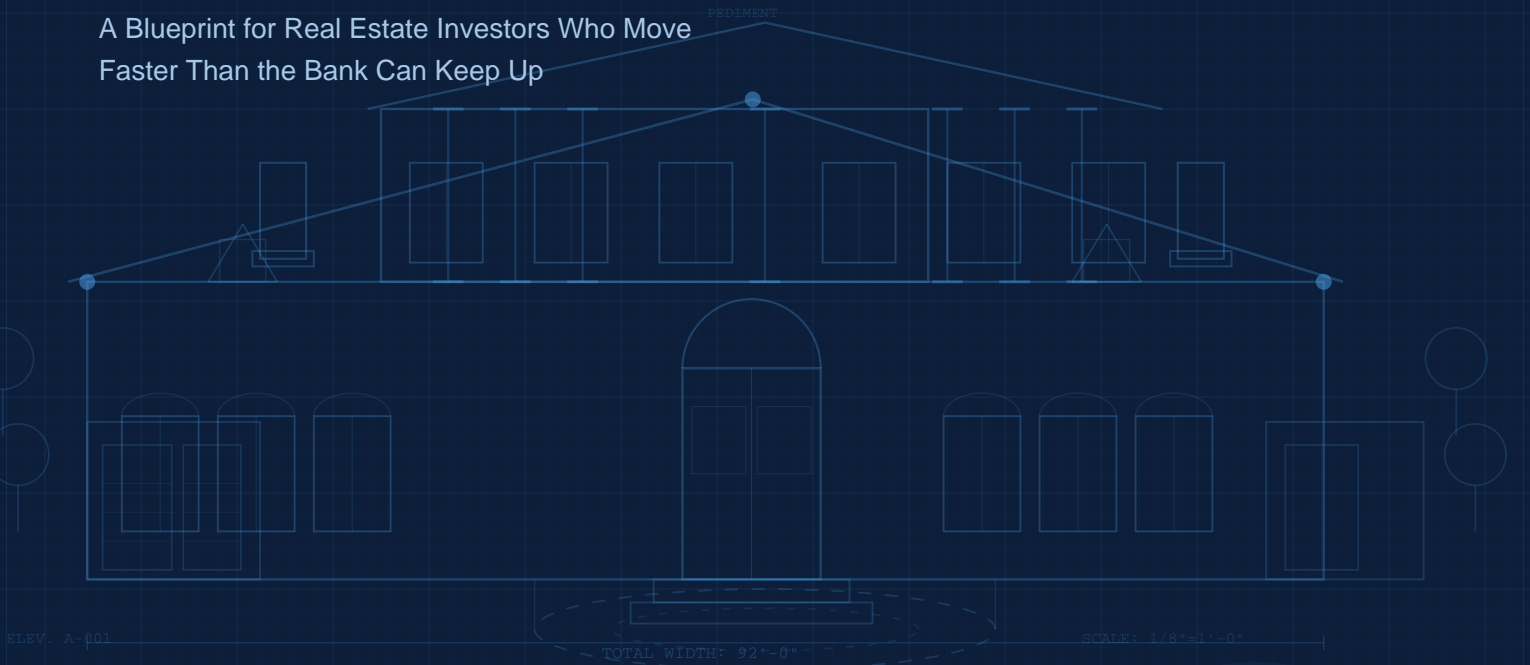 PEDIMENT
A Blueprint for Real Estate Investors Who Move
Faster Than the Bank Can Keep Up
ELEV. A-001
SCALE: 1/8"=1'-0"
TOTAL WIDTH: 92'-0"